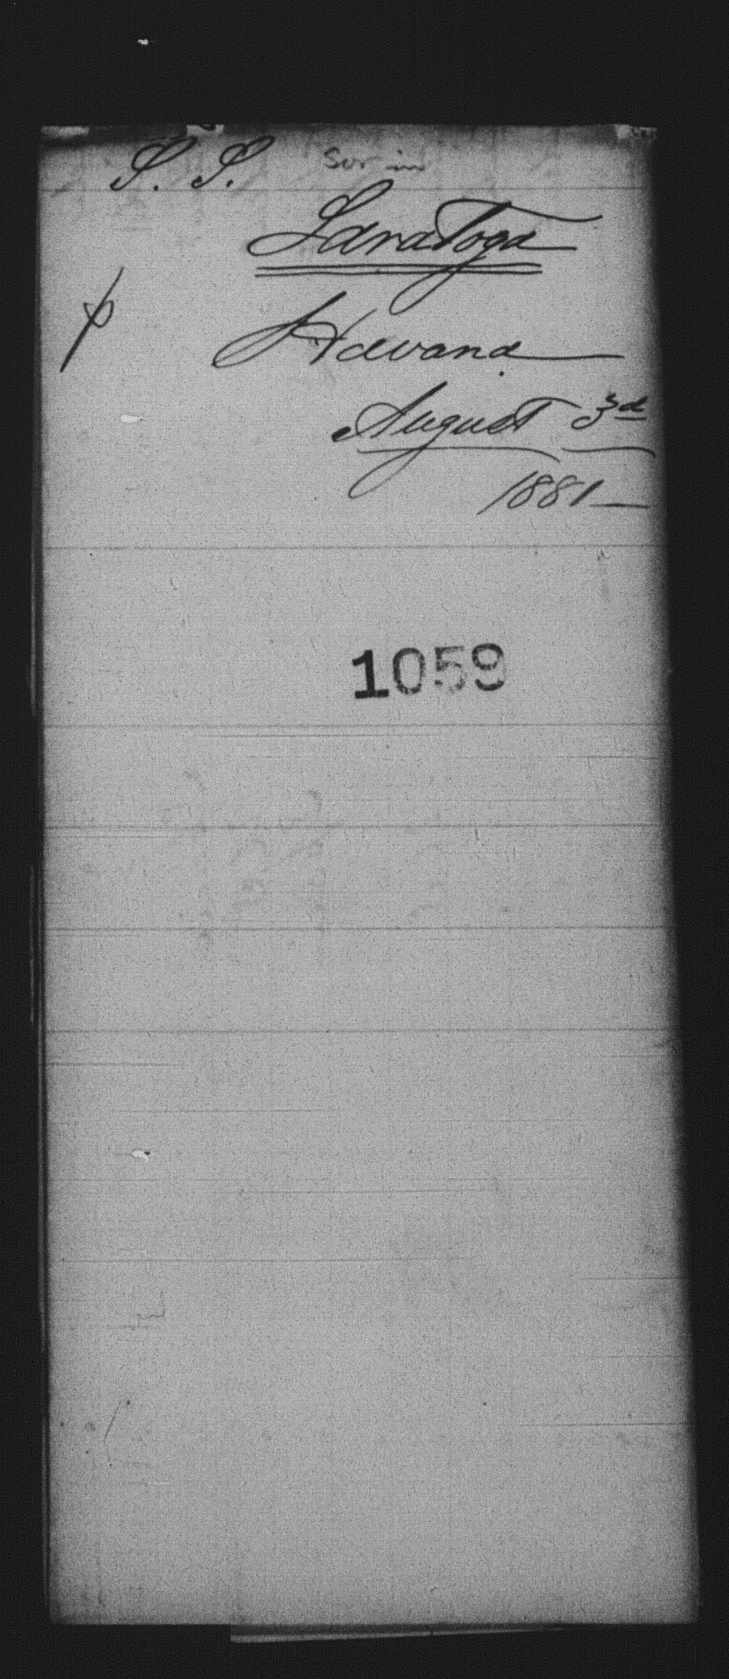 S. S.
Saratoga
Havana
August 3d
1881
1059